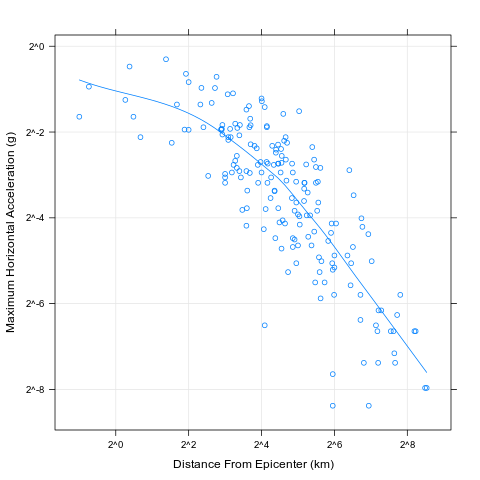 2^0
2^-2
2^-4
2^-6
2^-8
Maximum Horizontal Acceleration (g)
2^0 2^2 2^4 2^6 2^8
Distance From Epicenter (km)